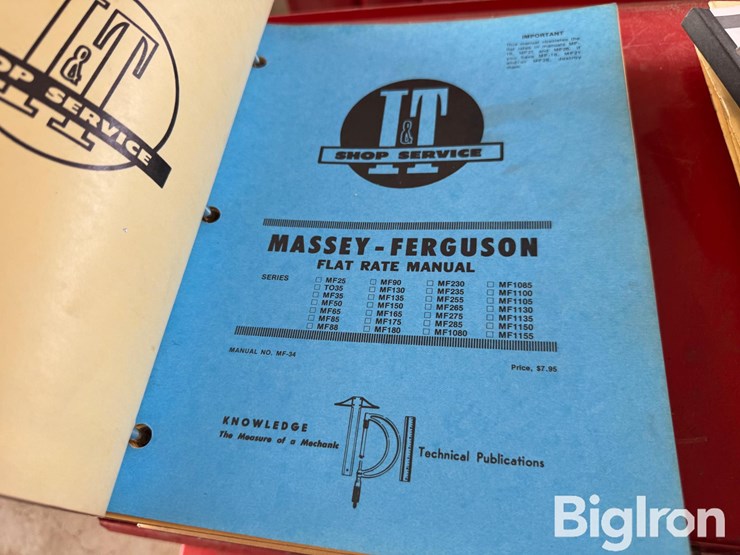 I&T
SHOP SERVICE
IMPORTANT
I&T
SHOP SERVICE
MASSEY-FERGUSON
FLAT RATE MANUAL
SERIES
MF25 MF90 MF230 MF1085
TO35 MF130 MF235 MF1100
MF35 MF135 MF255 MF1105
MF50 MF150 MF265 MF1130
MF65 MF165 MF275 MF1135
MF85 MF175 MF285 MF1150
MF88 MF180 MF1080 MF1155
MANUAL NO. MF-34
Price, $7.95
KNOWLEDGE
The Measure of a Mechanic
Technical Publications
BigIron